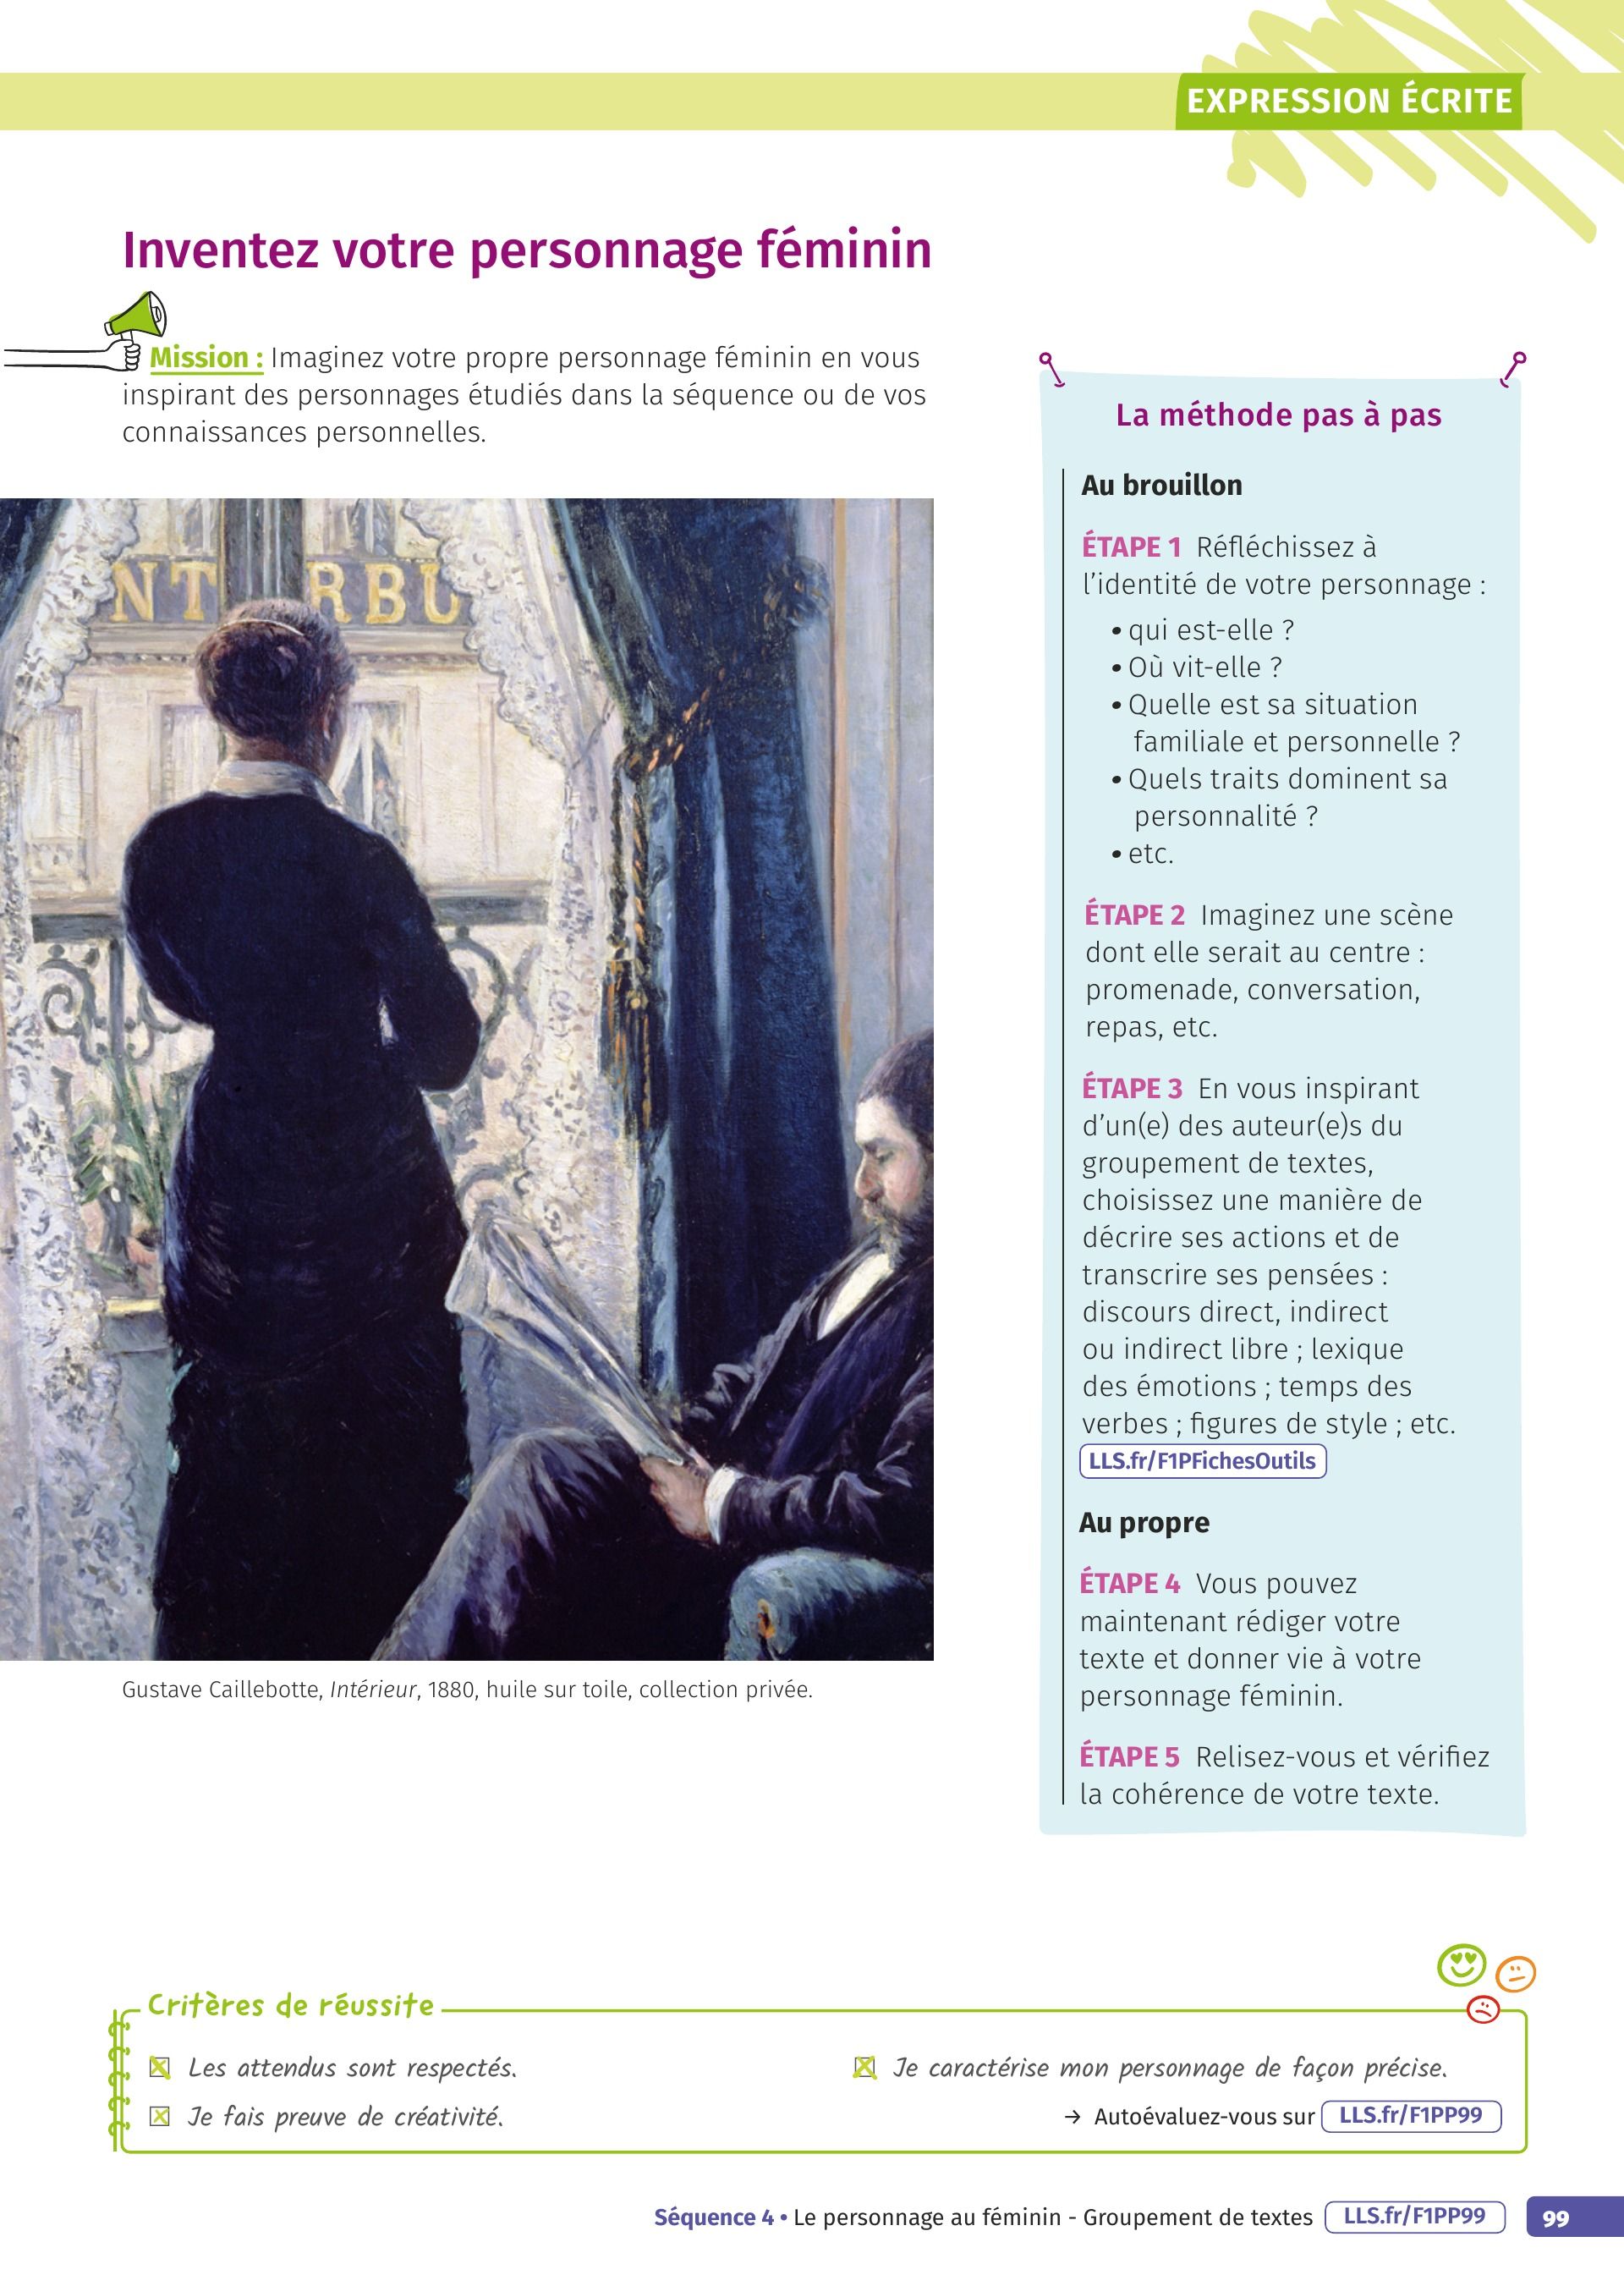 EXPRESSION ÉCRITE
Inventez votre personnage féminin
Mission : Imaginez votre propre personnage féminin en vous
inspirant des personnages étudiés dans la séquence ou de vos
connaissances personnelles.
NT RBU
Gustave Caillebotte, Intérieur, 1880, huile sur toile, collection privée.
La méthode pas à pas
Au brouillon
ÉTAPE 1 Réfléchissez à
l’identité de votre personnage :
• qui est-elle ?
• Où vit-elle ?
• Quelle est sa situation
familiale et personnelle ?
• Quels traits dominent sa
personnalité ?
• etc.
ÉTAPE 2 Imaginez une scène
dont elle serait au centre :
promenade, conversation,
repas, etc.
ÉTAPE 3 En vous inspirant
d’un(e) des auteur(e)s du
groupement de textes,
choisissez une manière de
décrire ses actions et de
transcrire ses pensées :
discours direct, indirect
ou indirect libre ; lexique
des émotions ; temps des
verbes ; figures de style ; etc.
LLS.fr/F1PFichesOutils
Au propre
ÉTAPE 4 Vous pouvez
maintenant rédiger votre
texte et donner vie à votre
personnage féminin.
ÉTAPE 5 Relisez-vous et vérifiez
la cohérence de votre texte.
Critères de réussite
Les attendus sont respectés.
Je fais preuve de créativité.
Je caractérise mon personnage de façon précise.
→ Autoévaluez-vous sur LLS.fr/F1PP99
Séquence 4 • Le personnage au féminin - Groupement de textes LLS.fr/F1PP99 99